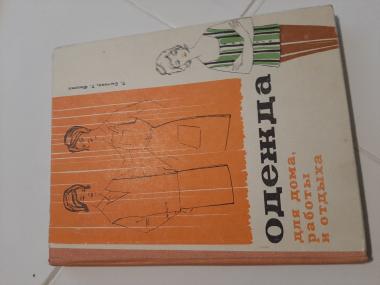 одежда
для дома,
работы
и отдыха